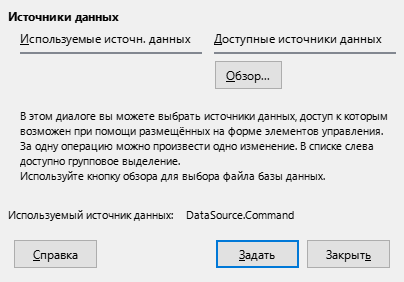 Источники данных
Используемые источн. данных Доступные источники данных
Обзор...
В этом диалоге вы можете выбрать источники данных, доступ к которым
возможен при помощи размещённых на форме элементов управления.
За одну операцию можно произвести одно изменение. В списке слева
доступно групповое выделение.
Используйте кнопку обзора для выбора файла базы данных.
Используемый источник данных: DataSource.Command
Справка Задать Закрыть